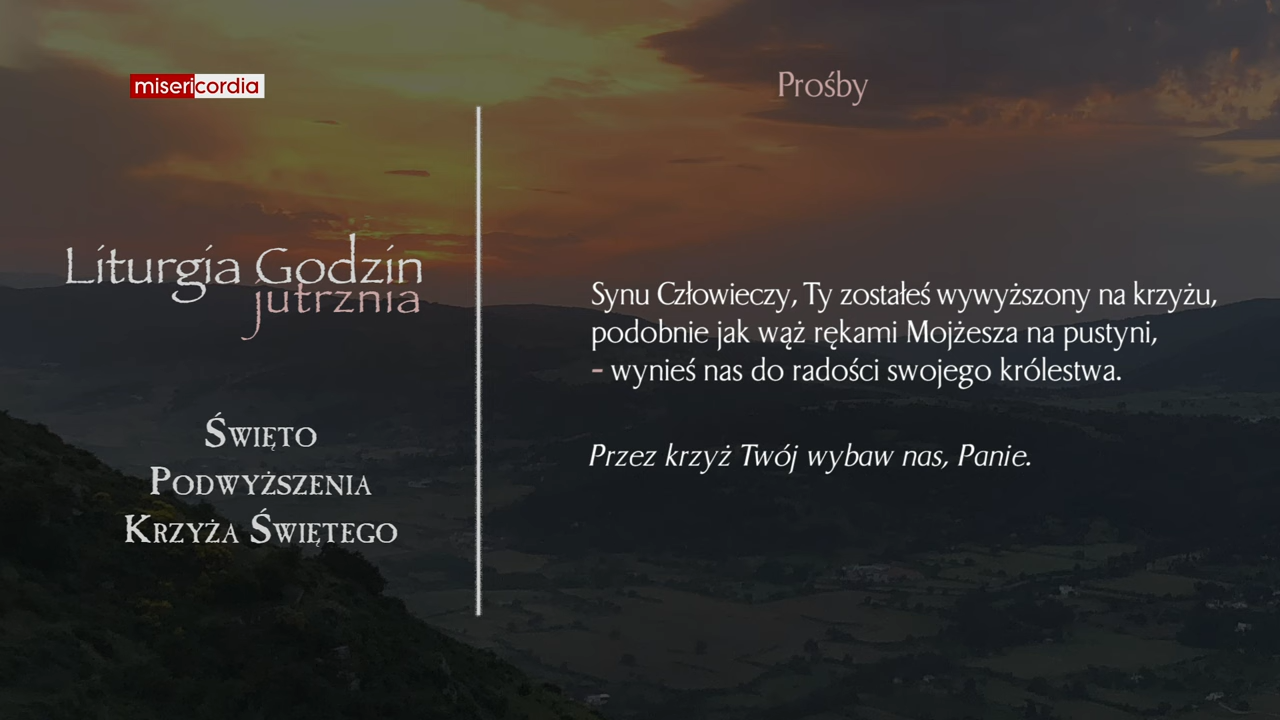 misericordia
Liturgia Godzin
jutrznia
Święto
Podwyższenia
Krzyża Świętego
Prośby
Synu Człowieczy, Ty zostałeś wywyższony na krzyżu,
podobnie jak wąż rękami Mojżesza na pustyni,
- wynieś nas do radości swojego królestwa.
Przez krzyż Twój wybaw nas, Panie.